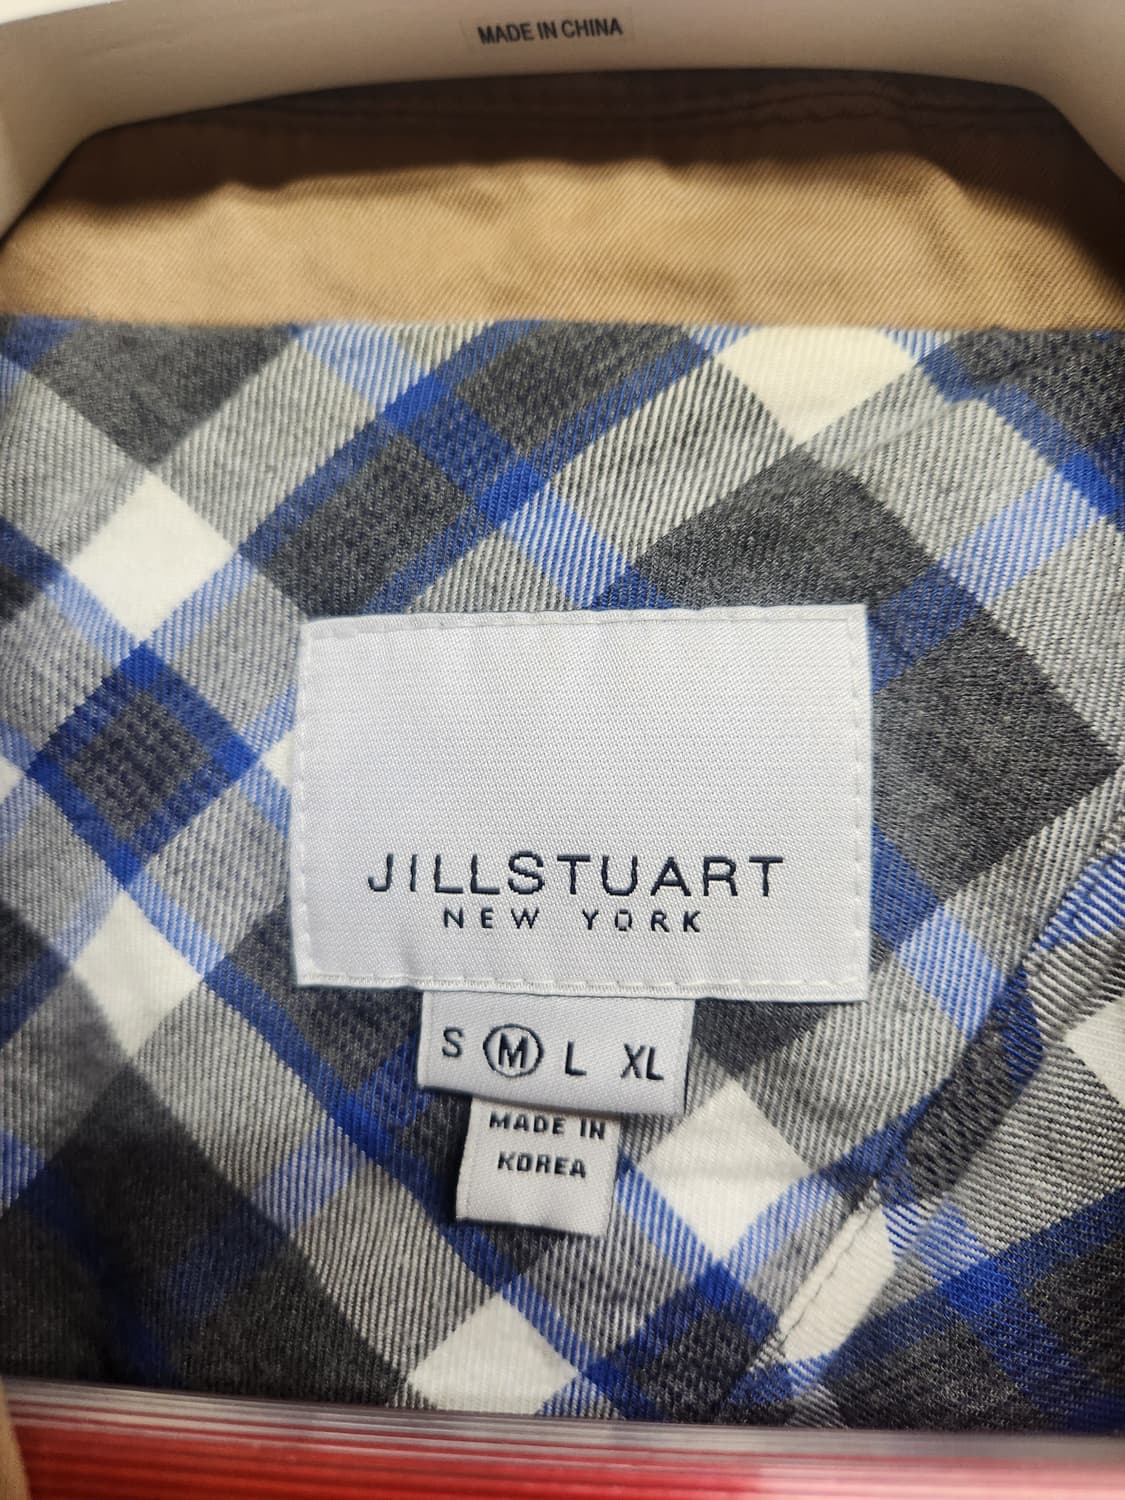 MADE IN CHINA
JILLSTUART
NEW YORK
S M L XL
MADE IN
KOREA